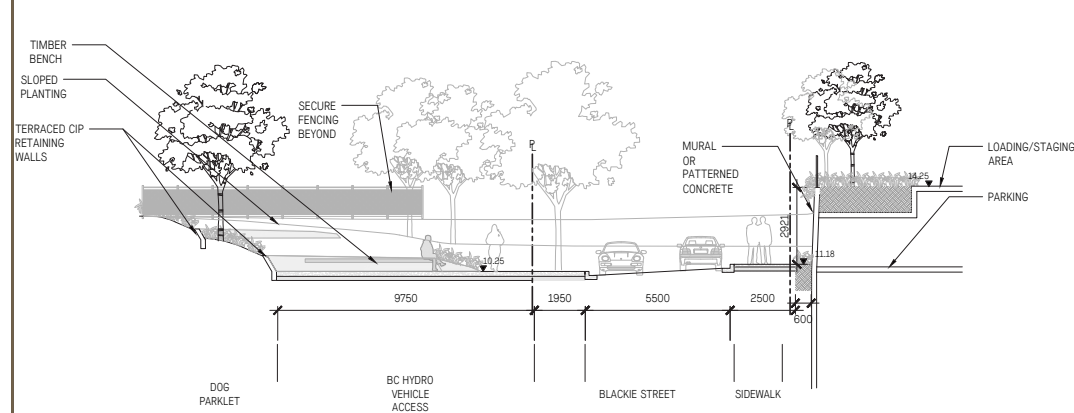 TIMBER
BENCH
SLOPED
PLANTING
TERRACED CIP
RETAINING
WALLS
SECURE
FENCING
BEYOND
MURAL
OR
PATTERNED
CONCRETE
LOADING/STAGING
AREA
PARKING
14.25
11.18
10.25
2921
9750
1950
5500
2500
600
DOG
PARKLET
BC HYDRO
VEHICLE
ACCESS
BLACKIE STREET
SIDEWALK